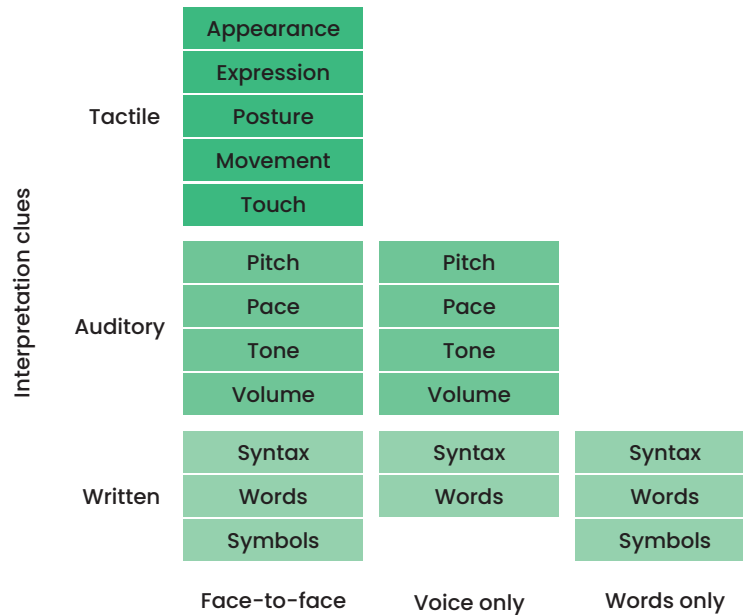 Interpretation clues
Tactile
Appearance
Expression
Posture
Movement
Touch
Auditory
Pitch
Pace
Tone
Volume
Pitch
Pace
Tone
Volume
Written
Syntax
Words
Symbols
Syntax
Words
Syntax
Words
Symbols
Face-to-face
Voice only
Words only